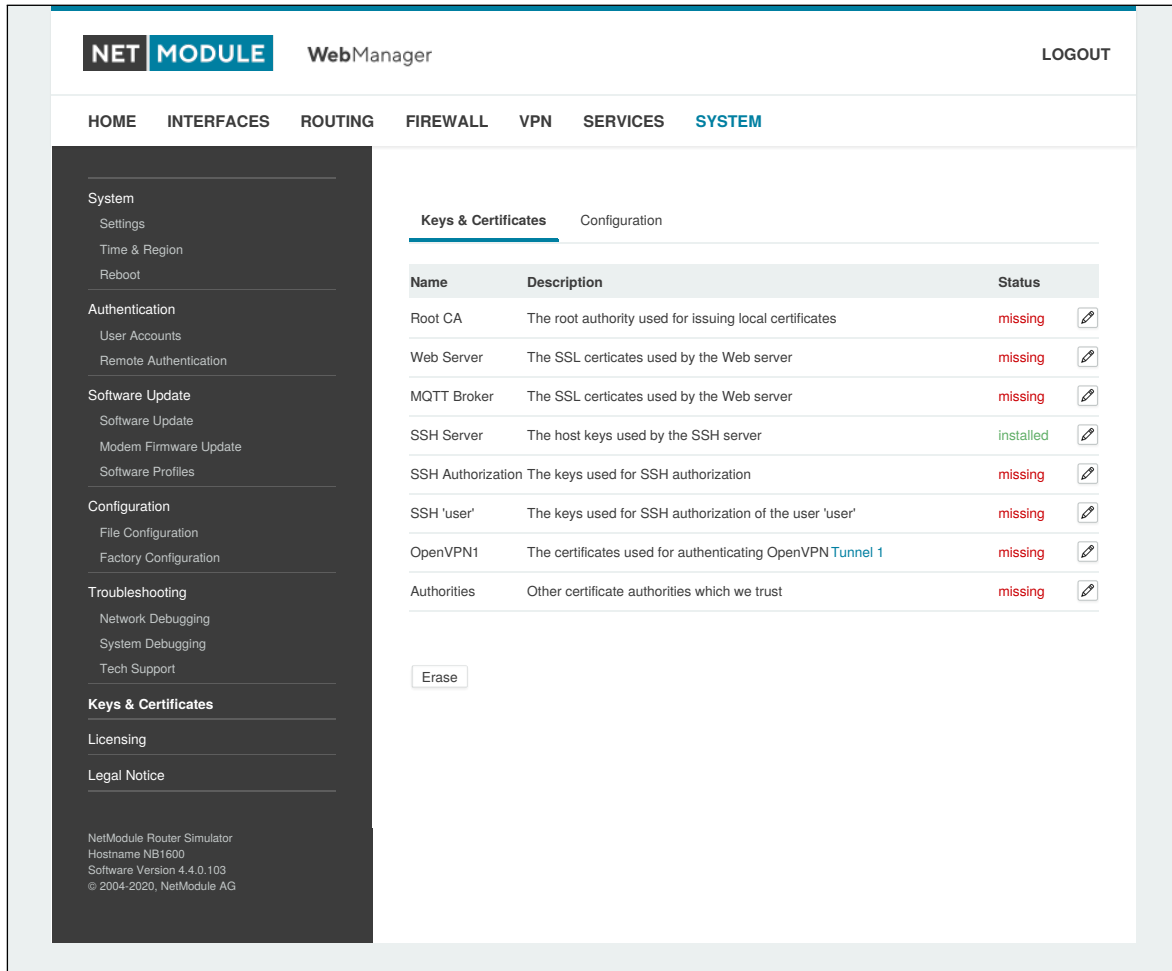 NET MODULE WebManager LOGOUT
HOME INTERFACES ROUTING FIREWALL VPN SERVICES SYSTEM
System
Settings
Time & Region
Reboot
Authentication
User Accounts
Remote Authentication
Software Update
Software Update
Modem Firmware Update
Software Profiles
Configuration
File Configuration
Factory Configuration
Troubleshooting
Network Debugging
System Debugging
Tech Support
Keys & Certificates
Licensing
Legal Notice
NetModule Router Simulator
Hostname NB1600
Software Version 4.4.0.103
© 2004-2020, NetModule AG
Keys & Certificates Configuration
Name Description Status
Root CA The root authority used for issuing local certificates missing
Web Server The SSL certicates used by the Web server missing
MQTT Broker The SSL certicates used by the Web server missing
SSH Server The host keys used by the SSH server installed
SSH Authorization The keys used for SSH authorization missing
SSH 'user' The keys used for SSH authorization of the user 'user' missing
OpenVPN1 The certificates used for authenticating OpenVPN Tunnel 1 missing
Authorities Other certificate authorities which we trust missing
Erase